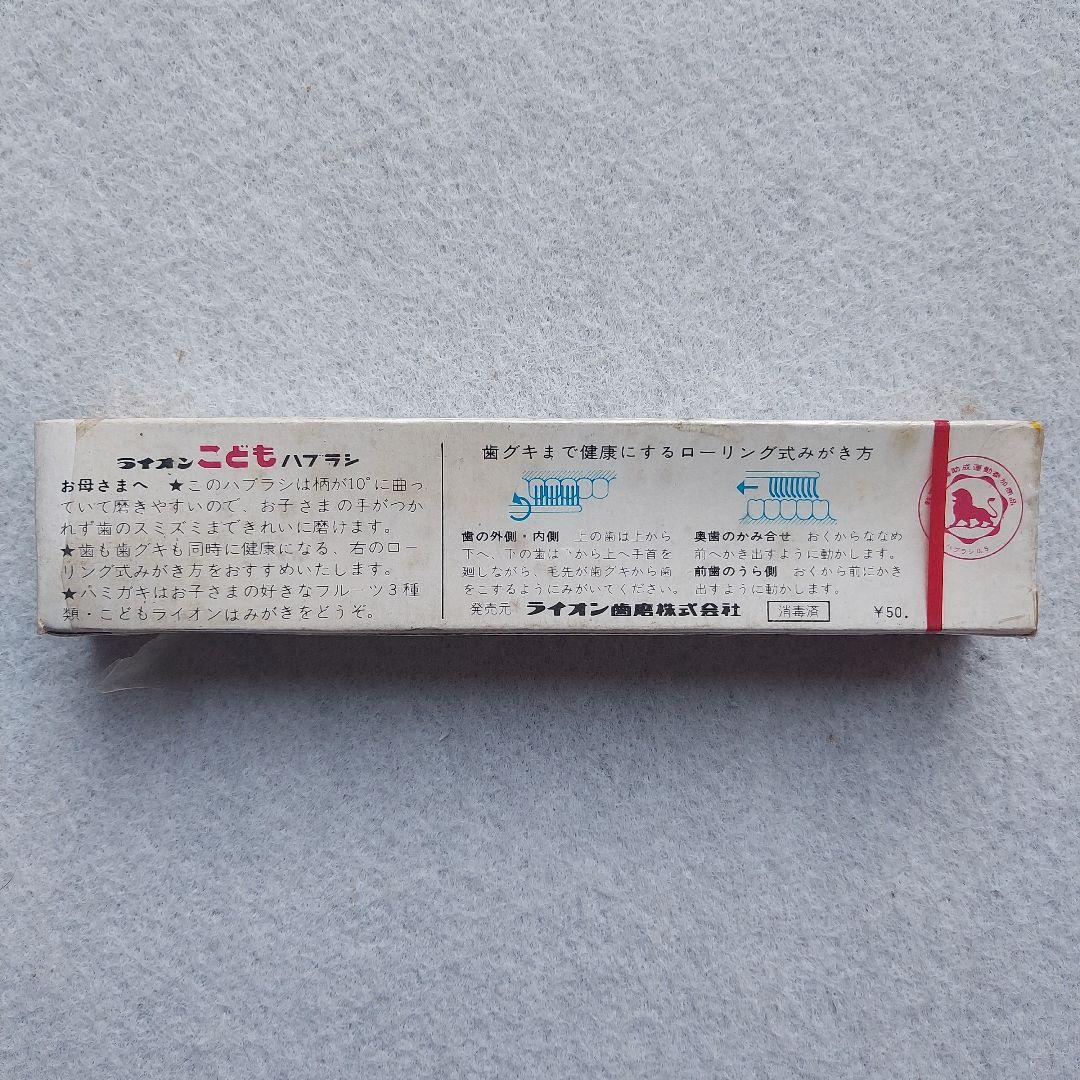 ライオンこどもハブラシ
お母さまへ ★このハブラシは柄が10°に曲っ
ていて磨きやすいので、お子さまの手がつか
れず歯のスミズミまできれいに磨けます。
★歯も歯グキも同時に健康になる、右のロー
リング式みがき方をおすすめいたします。
★ハミガキはお子さまの好きなフルーツ3種
類・こどもライオンはみがきをどうぞ。
歯グキまで健康にするローリング式みがき方
歯の外側・内側 上の歯は上から
下へ、下の歯は下から上へ手首を
廻しながら、毛先が歯グキから歯
をこするようにみがいてください。
奥歯のかみ合せ おくからななめ
前へかき出すように動かします。
前歯のうら側 おくから前にかき
出すように動かします。
発売元 ライオン歯磨株式会社 消毒済 ¥50.
助成運動参加商品
ハブラシ